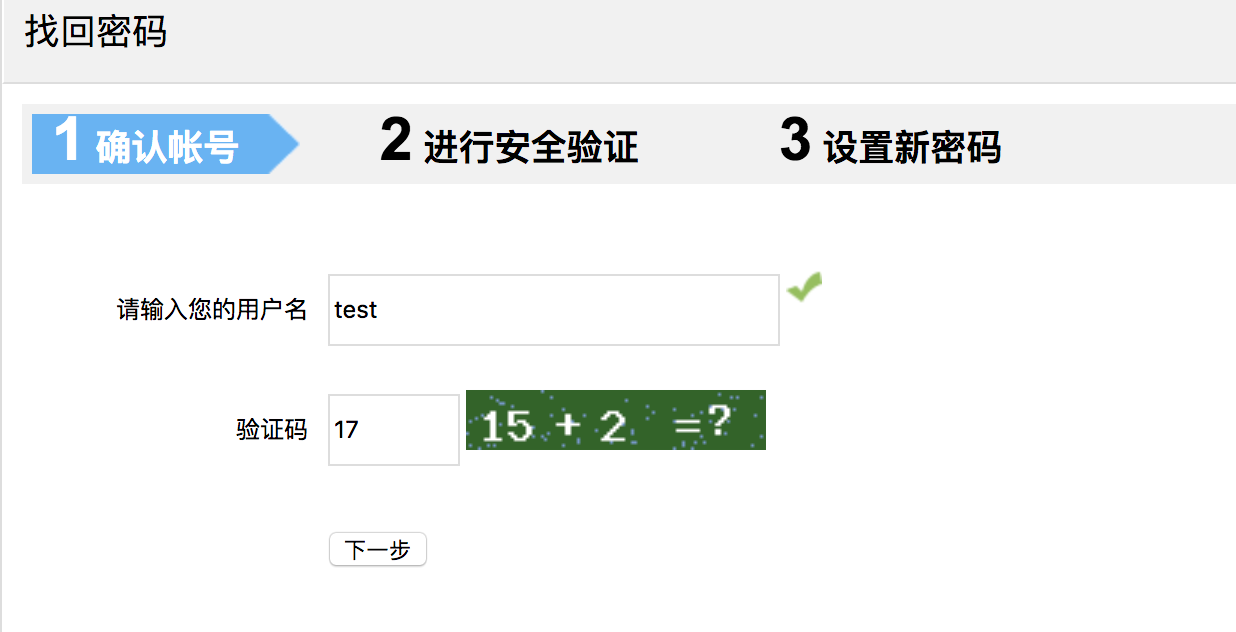 找回密码
1 确认帐号 2 进行安全验证 3 设置新密码
请输入您的用户名 test
验证码 17 15 + 2 =?
下一步